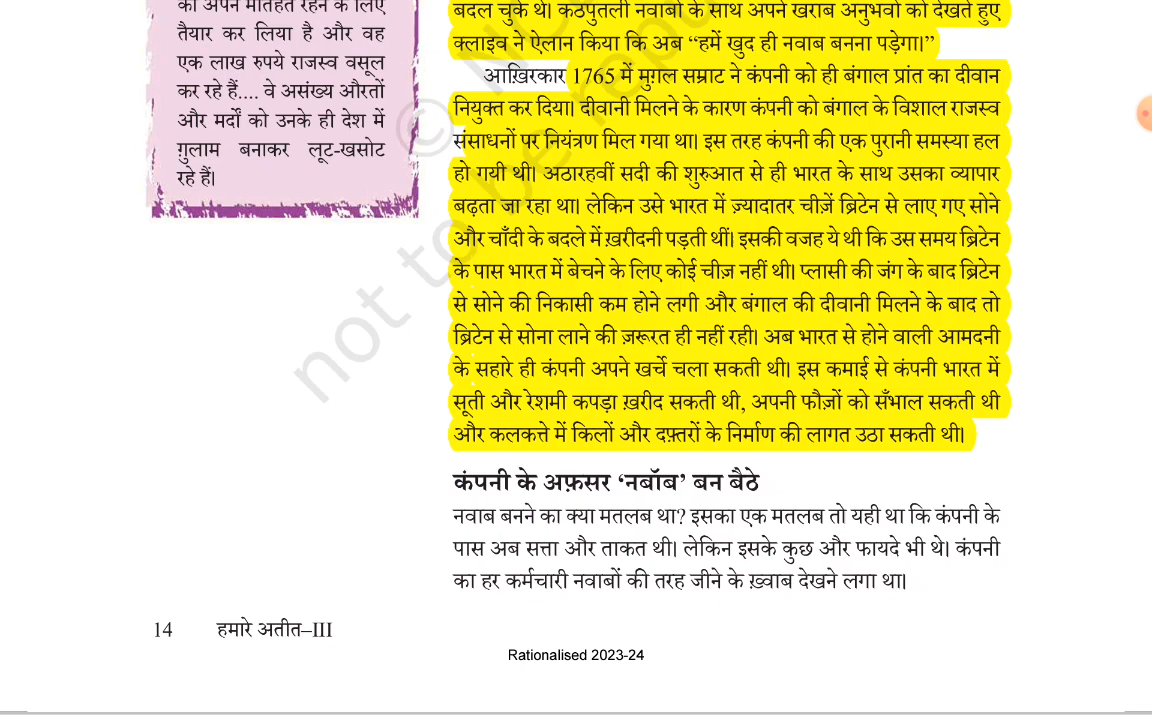 को अपने मातहत रहने के लिए
तैयार कर लिया है और वह
एक लाख रुपये राजस्व वसूल
कर रहे हैं.... वे असंख्य औरतों
और मर्दों को उनके ही देश में
ग़ुलाम बनाकर लूट-खसोट
रहे हैं।
बदल चुके थे। कठपुतली नवाबों के साथ अपने खराब अनुभवों को देखते हुए
क्लाइव ने ऐलान किया कि अब “हमें खुद ही नवाब बनना पड़ेगा।”
आख़िरकार 1765 में मुग़ल सम्राट ने कंपनी को ही बंगाल प्रांत का दीवान
नियुक्त कर दिया। दीवानी मिलने के कारण कंपनी को बंगाल के विशाल राजस्व
संसाधनों पर नियंत्रण मिल गया था। इस तरह कंपनी की एक पुरानी समस्या हल
हो गयी थी। अठारहवीं सदी की शुरुआत से ही भारत के साथ उसका व्यापार
बढ़ता जा रहा था। लेकिन उसे भारत में ज़्यादातर चीज़ें ब्रिटेन से लाए गए सोने
और चाँदी के बदले में ख़रीदनी पड़ती थीं। इसकी वजह ये थी कि उस समय ब्रिटेन
के पास भारत में बेचने के लिए कोई चीज़ नहीं थी। प्लासी की जंग के बाद ब्रिटेन
से सोने की निकासी कम होने लगी और बंगाल की दीवानी मिलने के बाद तो
ब्रिटेन से सोना लाने की ज़रूरत ही नहीं रही। अब भारत से होने वाली आमदनी
के सहारे ही कंपनी अपने खर्चे चला सकती थी। इस कमाई से कंपनी भारत में
सूती और रेशमी कपड़ा ख़रीद सकती थी, अपनी फौज़ों को सँभाल सकती थी
और कलकत्ते में किलों और दफ़्तरों के निर्माण की लागत उठा सकती थी।
कंपनी के अफ़सर ‘नबॉब’ बन बैठे
नवाब बनने का क्या मतलब था? इसका एक मतलब तो यही था कि कंपनी के
पास अब सत्ता और ताकत थी। लेकिन इसके कुछ और फायदे भी थे। कंपनी
का हर कर्मचारी नवाबों की तरह जीने के ख़्वाब देखने लगा था।
14 हमारे अतीत–III
Rationalised 2023-24
© NC
not to be repu